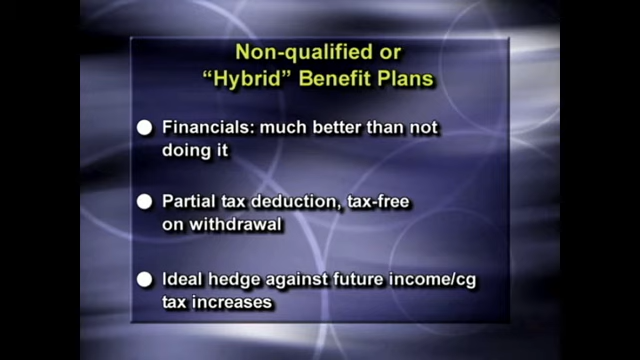 Non-qualified or
“Hybrid” Benefit Plans
Financials: much better than not
doing it
Partial tax deduction, tax-free
on withdrawal
Ideal hedge against future income/cg
tax increases